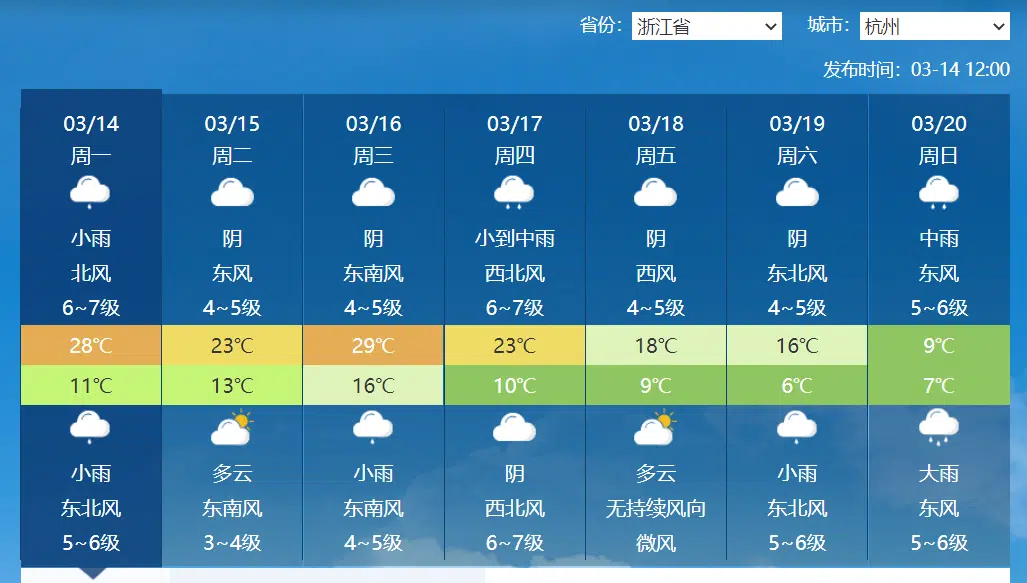 省份： 浙江省 城市： 杭州
发布时间：03-14 12:00
03/14 03/15 03/16 03/17 03/18 03/19 03/20
周一 周二 周三 周四 周五 周六 周日
小雨 阴 阴 小到中雨 阴 阴 中雨
北风 东风 东南风 西北风 西风 东北风 东风
6~7级 4~5级 4~5级 6~7级 4~5级 4~5级 5~6级
28℃ 23℃ 29℃ 23℃ 18℃ 16℃ 9℃
11℃ 13℃ 16℃ 10℃ 9℃ 6℃ 7℃
小雨 多云 小雨 阴 多云 小雨 大雨
东北风 东南风 东南风 西北风 无持续风向 东北风 东风
5~6级 3~4级 4~5级 6~7级 微风 5~6级 5~6级